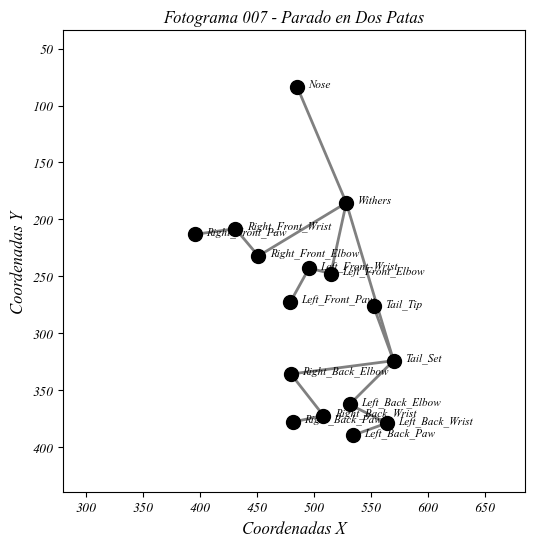 Fotograma 007 - Parado en Dos Patas
Coordenadas Y
50
100
150
200
250
300
350
400
Nose
Withers
Right_Front_Wrist
Right_Front_Paw
Right_Front_Elbow
Left_Front_Wrist
Left_Front_Elbow
Left_Front_Paw
Tail_Tip
Tail_Set
Right_Back_Elbow
Left_Back_Elbow
Right_Back_Wrist
Right_Back_Paw
Left_Back_Wrist
Left_Back_Paw
300 350 400 450 500 550 600 650
Coordenadas X